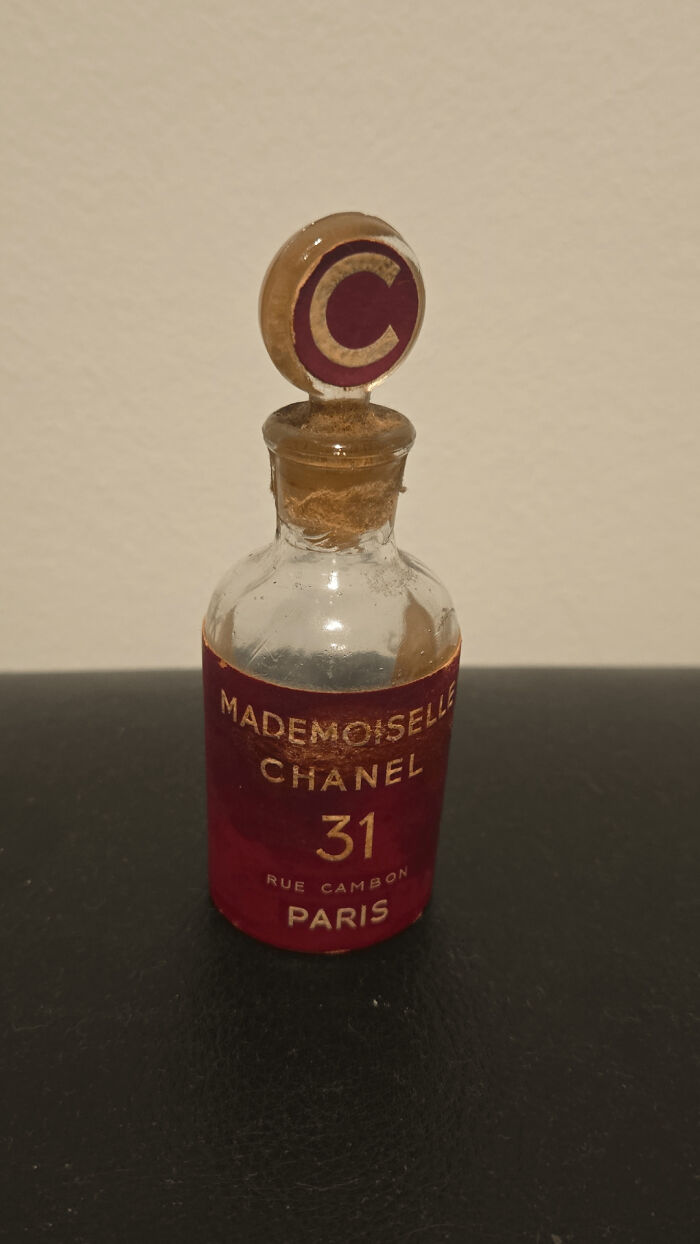 C
MADEMOISELLE
CHANEL
31
RUE CAMBON
PARIS